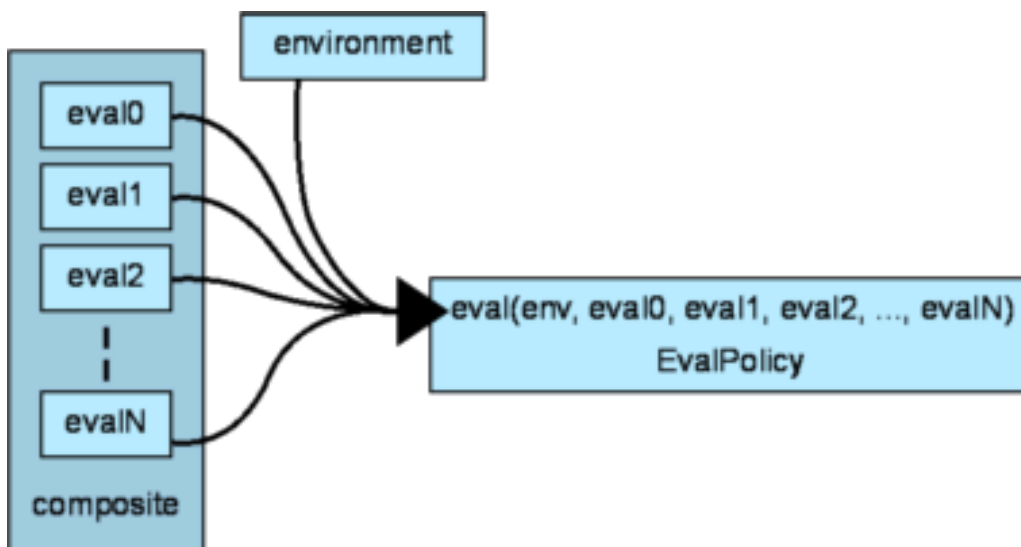 environment
eval0
eval1
eval2
evalN
composite
eval(env, eval0, eval1, eval2, ..., evalN)
EvalPolicy